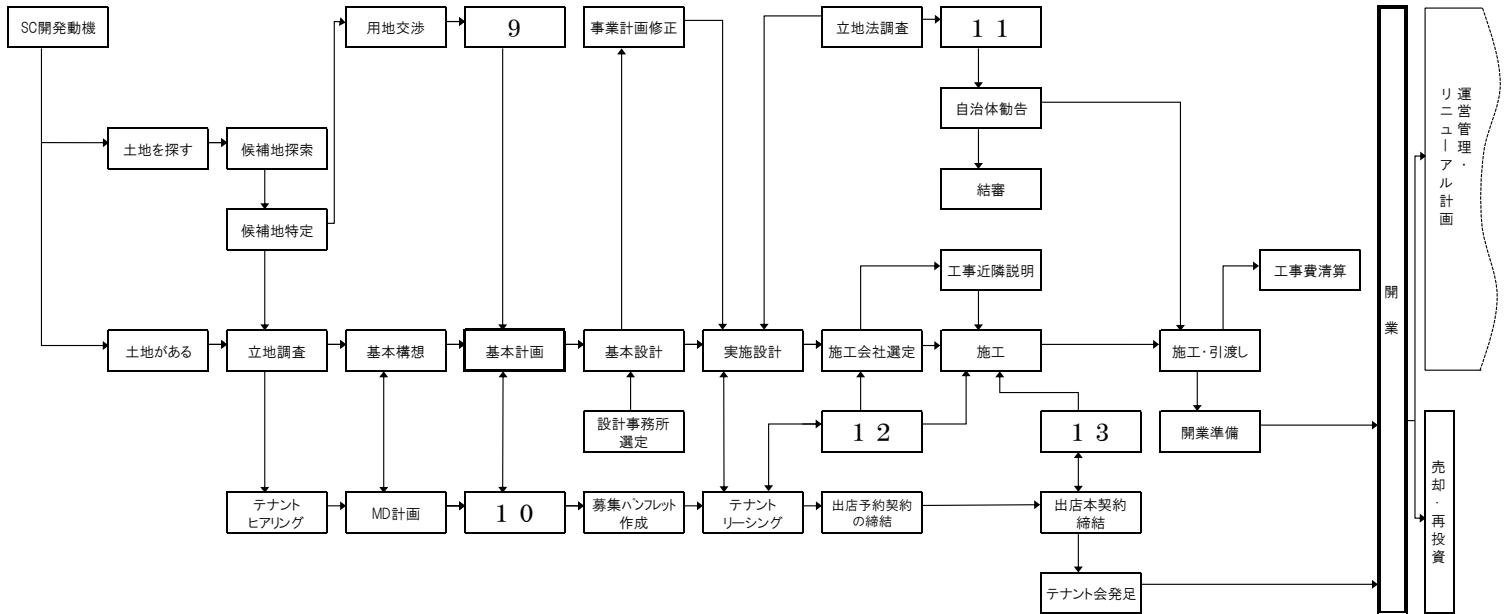 SC開発動機
用地交渉
9
事業計画修正
立地法調査
11
自治体勧告
土地を探す
候補地探索
結審
候補地特定
工事近隣説明
工事費清算
土地がある
立地調査
基本構想
基本計画
基本設計
実施設計
施工会社選定
施工
施工・引渡し
設計事務所
選定
12
13
開業準備
テナント
ヒアリング
MD計画
10
募集パンフレット
作成
テナント
リーシング
出店予約契約
の締結
出店本契約
締結
テナント会発足
開業
運営管理・
リニューアル計画
売却・再投資